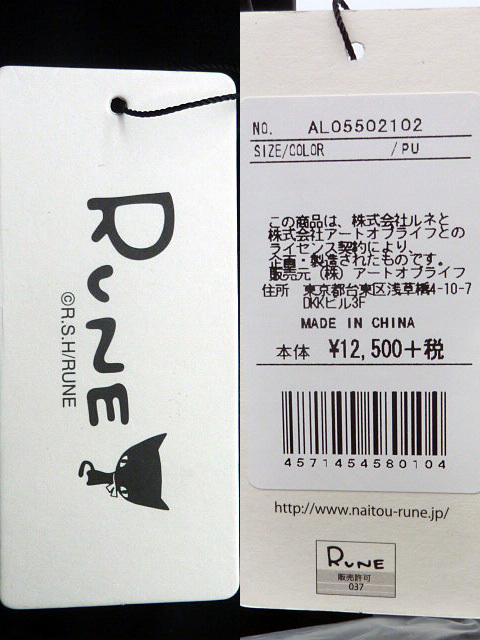 RUNE
©R.S.H/RUNE
NO. AL05502102
SIZE/COLOR /PU
この商品は、株式会社ルネと
株式会社アートオブライフとの
ライセンス契約により、
企画・製造されたものです。
販売元（株）アートオブライフ
住所 東京都台東区浅草橋4-10-7
DKKビル3F
MADE IN CHINA
本体 ¥12,500+税
4571454580104
http://www.naitou-rune.jp/
RUNE
販売許可
037